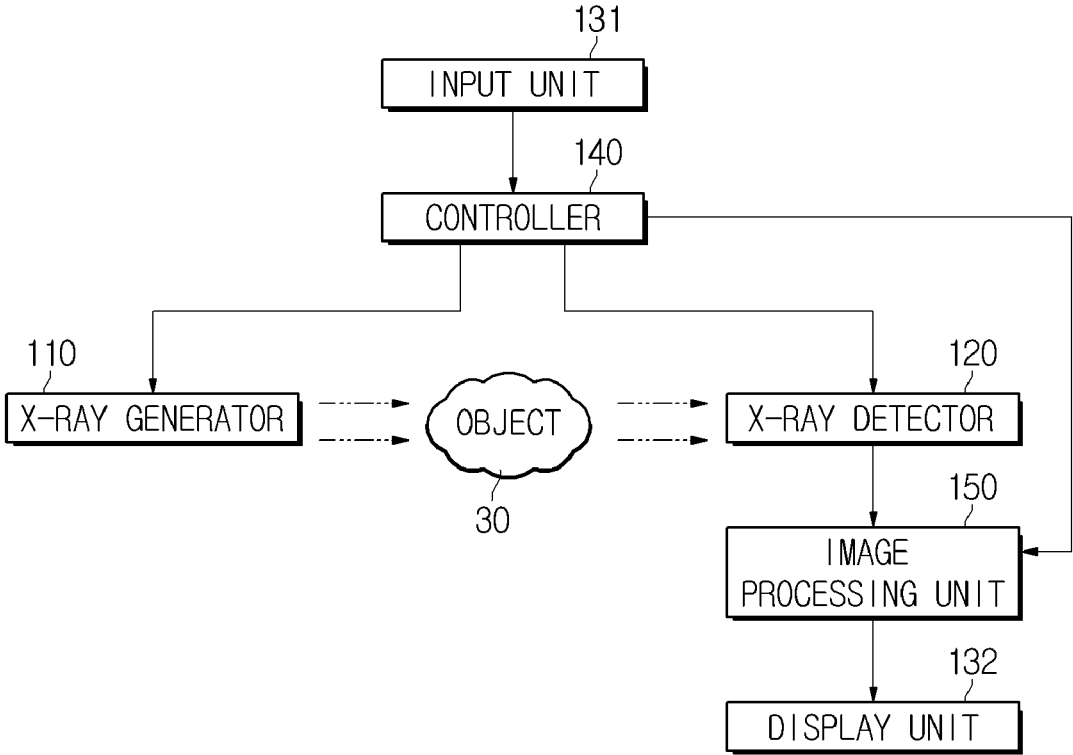 131
INPUT UNIT
140
CONTROLLER
110
X-RAY GENERATOR
OBJECT
30
120
X-RAY DETECTOR
150
IMAGE
PROCESSING UNIT
132
DISPLAY UNIT